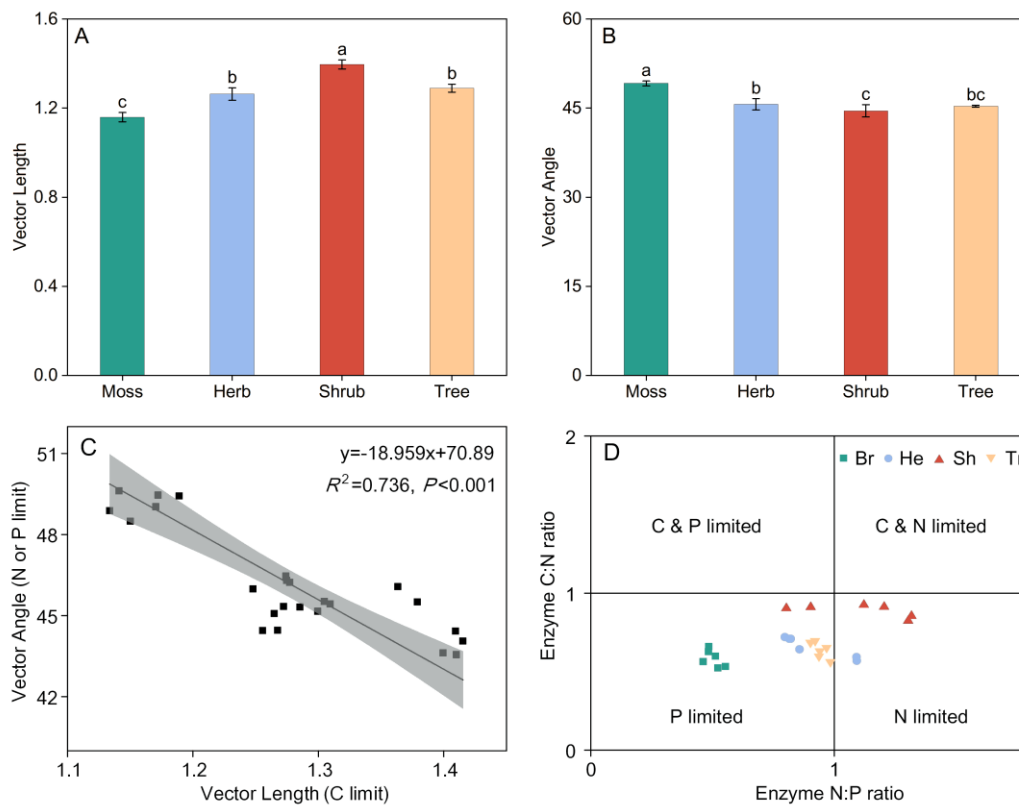 A
Vector Length
1.6
1.2
0.8
0.4
0.0
c
b
a
b
Moss Herb Shrub Tree
B
Vector Angle
60
45
30
15
0
a
b
c
bc
Moss Herb Shrub Tree
C
y=-18.959x+70.89
R²=0.736, P<0.001
Vector Angle (N or P limit)
51
48
45
42
1.1 1.2 1.3 1.4
Vector Length (C limit)
D
Br He Sh Tr
C & P limited C & N limited
P limited N limited
Enzyme C:N ratio
2
1
0
0 1
Enzyme N:P ratio